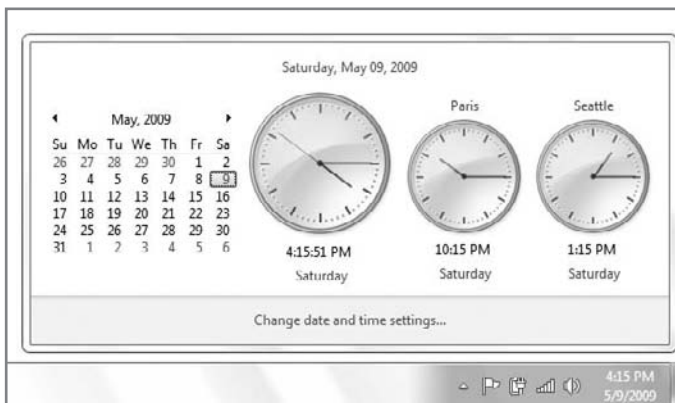 Saturday, May 09, 2009
May, 2009
Su Mo Tu We Th Fr Sa
26 27 28 29 30 1 2
3 4 5 6 7 8 9
10 11 12 13 14 15 16
17 18 19 20 21 22 23
24 25 26 27 28 29 30
31 1 2 3 4 5 6
4:15:51 PM
Saturday
Paris
10:15 PM
Saturday
Seattle
1:15 PM
Saturday
Change date and time settings...
4:15 PM
5/9/2009